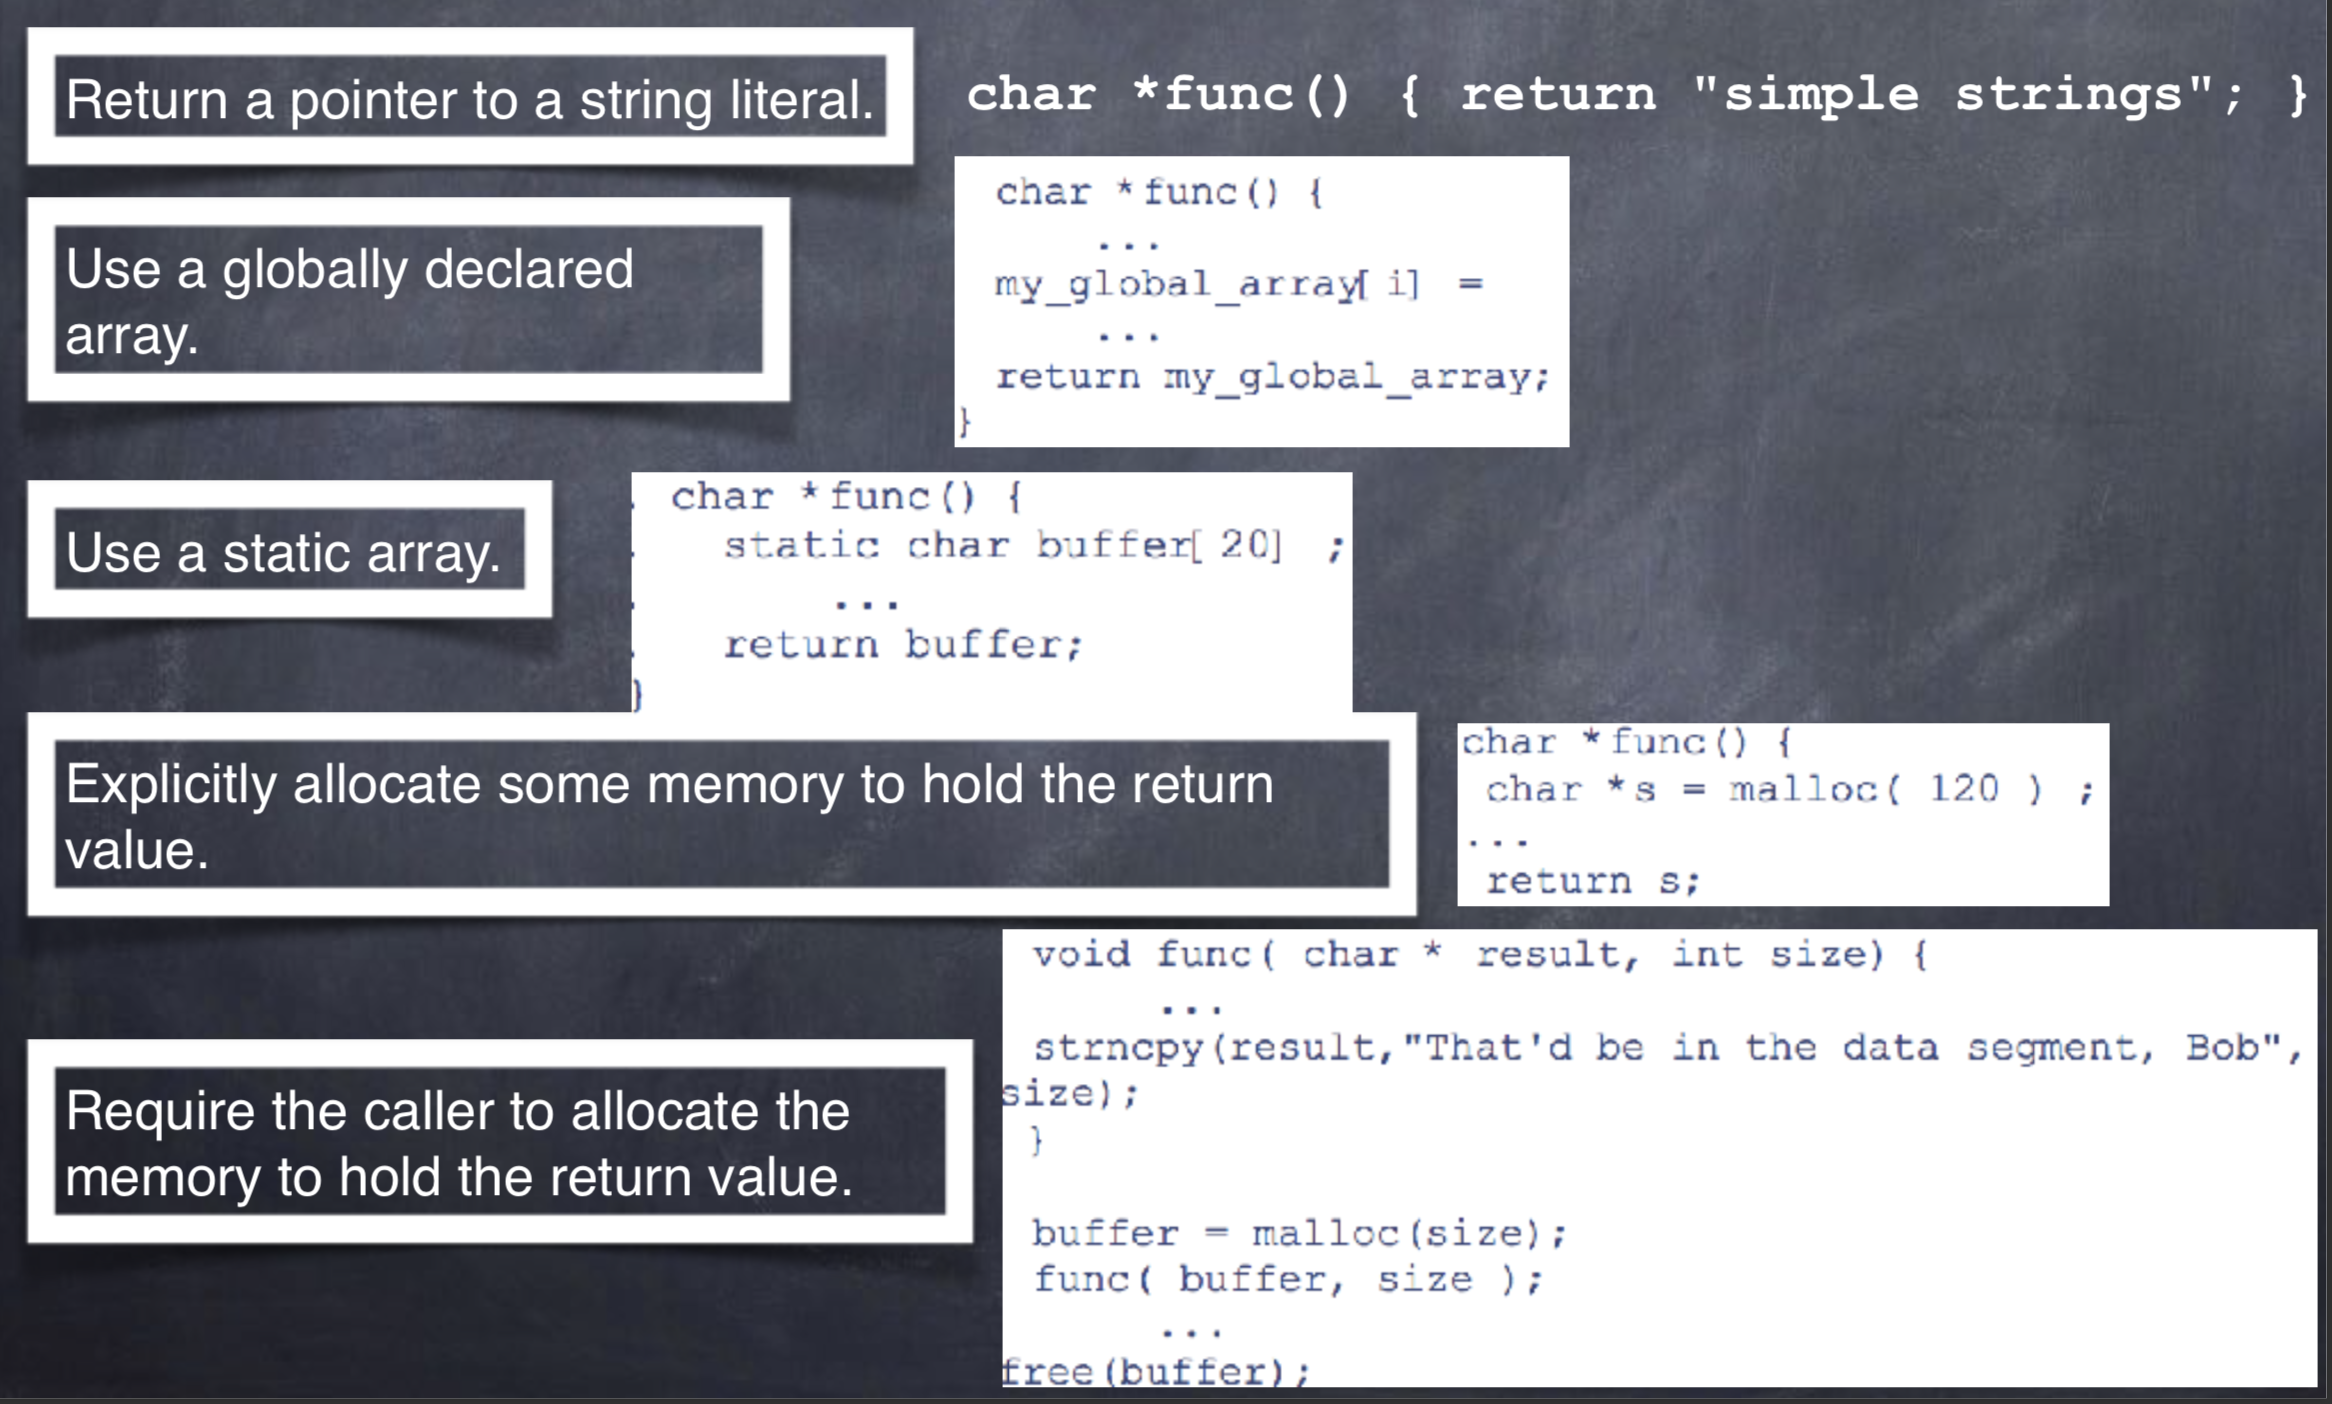 Return a pointer to a string literal.
char *func() { return "simple strings"; }
Use a globally declared
array.
char *func() {
...
my_global_array[ i] =
...
return my_global_array;
}
Use a static array.
char *func() {
static char buffer[ 20] ;
...
return buffer;
}
Explicitly allocate some memory to hold the return
value.
char *func() {
char *s = malloc( 120 ) ;
...
return s;
Require the caller to allocate the
memory to hold the return value.
void func( char * result, int size) {
...
strncpy(result,"That'd be in the data segment, Bob",
size);
}
buffer = malloc(size);
func( buffer, size );
...
free(buffer);